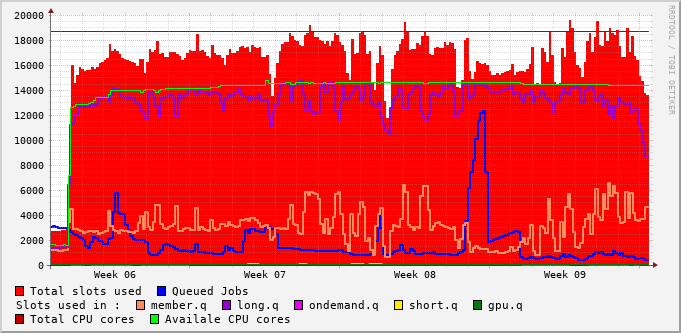 20000
18000
16000
14000
12000
10000
8000
6000
4000
2000
0
Week 06 Week 07 Week 08 Week 09
RRDTOOL / TOBI OETIKER
Total slots used Queued Jobs
Slots used in : member.q long.q ondemand.q short.q gpu.q
Total CPU cores Availale CPU cores